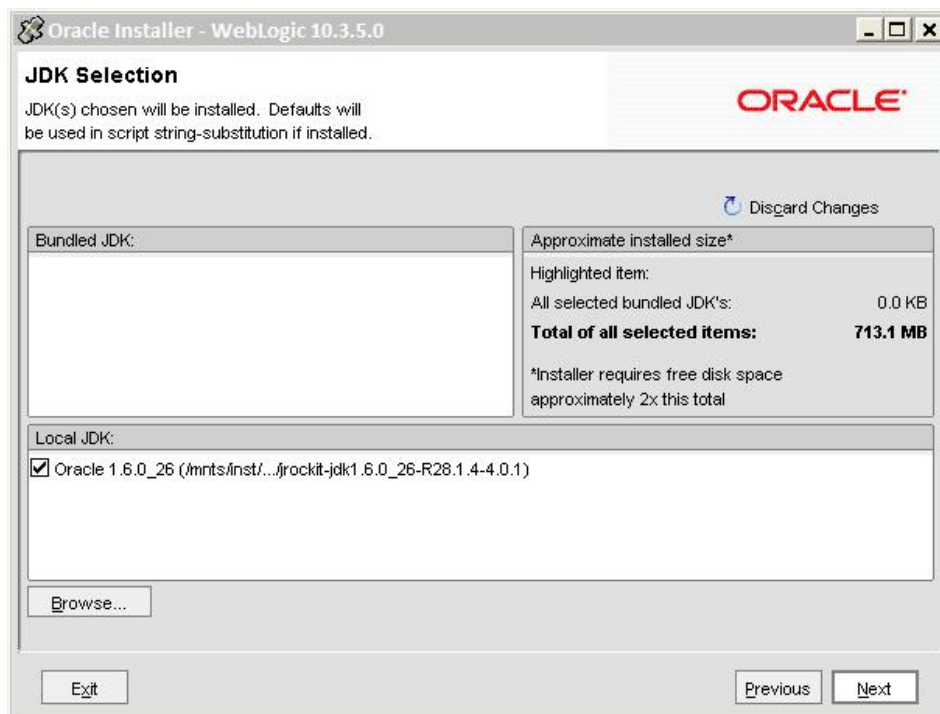 Oracle Installer - WebLogic 10.3.5.0
JDK Selection
JDK(s) chosen will be installed. Defaults will
be used in script string-substitution if installed.
ORACLE
Discard Changes
Bundled JDK:
Approximate installed size*
Highlighted item:
All selected bundled JDK's: 0.0 KB
Total of all selected items: 713.1 MB
*Installer requires free disk space
approximately 2x this total
Local JDK:
Oracle 1.6.0_26 (/mnts/inst/.../jrockit-jdk1.6.0_26-R28.1.4-4.0.1)
Browse...
Exit
Previous
Next